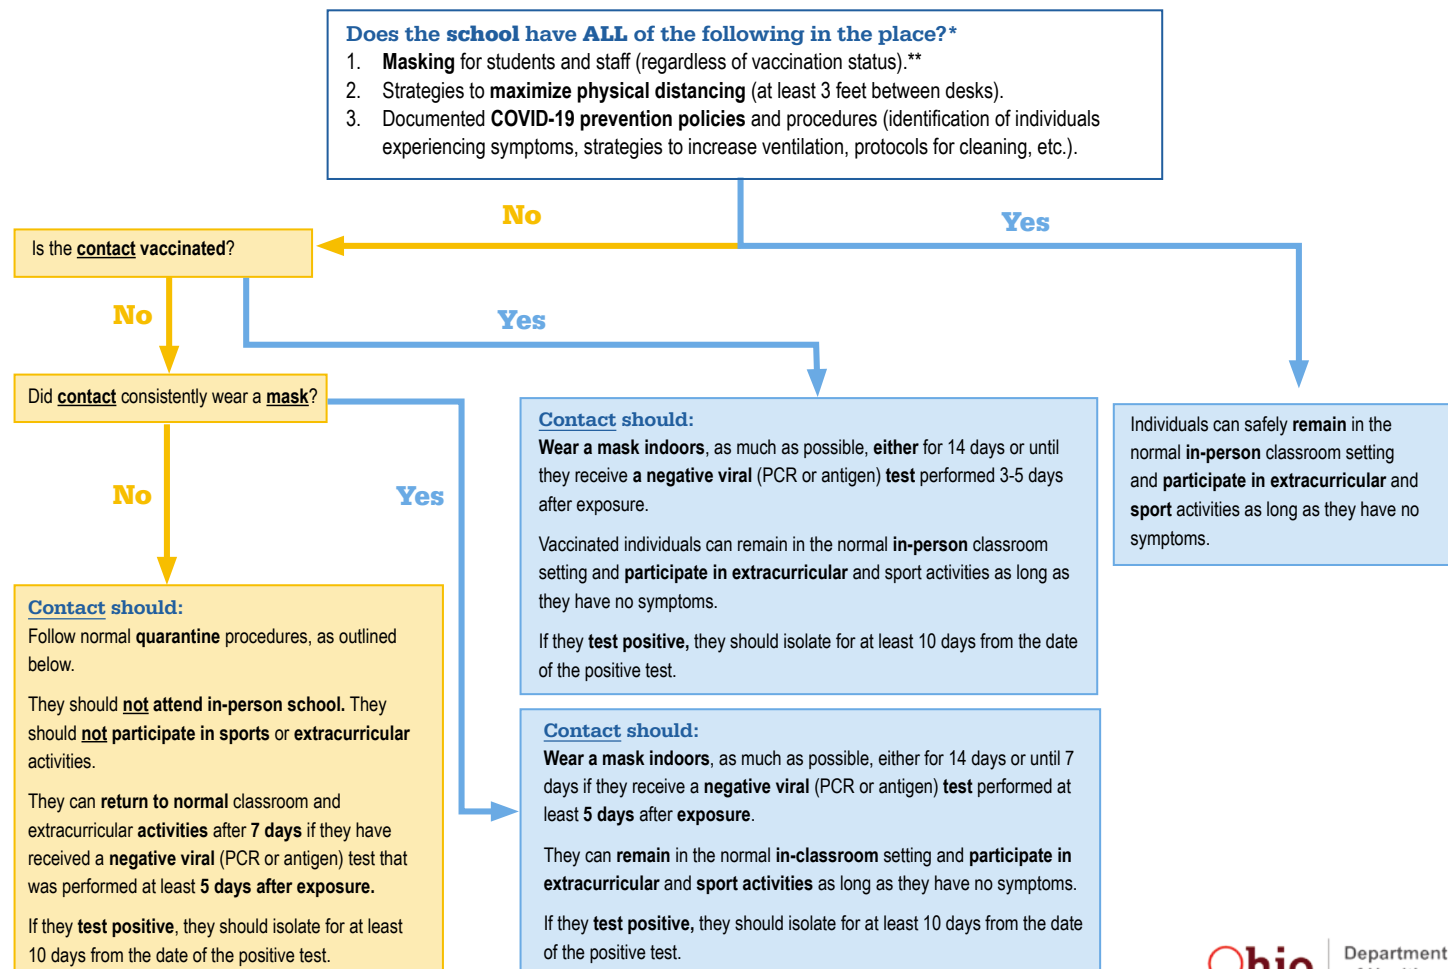 Does the school have ALL of the following in the place?*
1. Masking for students and staff (regardless of vaccination status).**
2. Strategies to maximize physical distancing (at least 3 feet between desks).
3. Documented COVID-19 prevention policies and procedures (identification of individuals
experiencing symptoms, strategies to increase ventilation, protocols for cleaning, etc.).
No
Yes
Is the contact vaccinated?
No
Yes
Did contact consistently wear a mask?
No
Yes
Contact should:
Wear a mask indoors, as much as possible, either for 14 days or until
they receive a negative viral (PCR or antigen) test performed 3-5 days
after exposure.
Vaccinated individuals can remain in the normal in-person classroom
setting and participate in extracurricular and sport activities as long as
they have no symptoms.
If they test positive, they should isolate for at least 10 days from the date
of the positive test.
Individuals can safely remain in the
normal in-person classroom setting
and participate in extracurricular and
sport activities as long as they have no
symptoms.
Contact should:
Follow normal quarantine procedures, as outlined
below.
They should not attend in-person school. They
should not participate in sports or extracurricular
activities.
They can return to normal classroom and
extracurricular activities after 7 days if they have
received a negative viral (PCR or antigen) test that
was performed at least 5 days after exposure.
If they test positive, they should isolate for at least
10 days from the date of the positive test.
Contact should:
Wear a mask indoors, as much as possible, either for 14 days or until 7
days if they receive a negative viral (PCR or antigen) test performed at
least 5 days after exposure.
They can remain in the normal in-classroom setting and participate in
extracurricular and sport activities as long as they have no symptoms.
If they test positive, they should isolate for at least 10 days from the date
of the positive test.
Ohio
Department